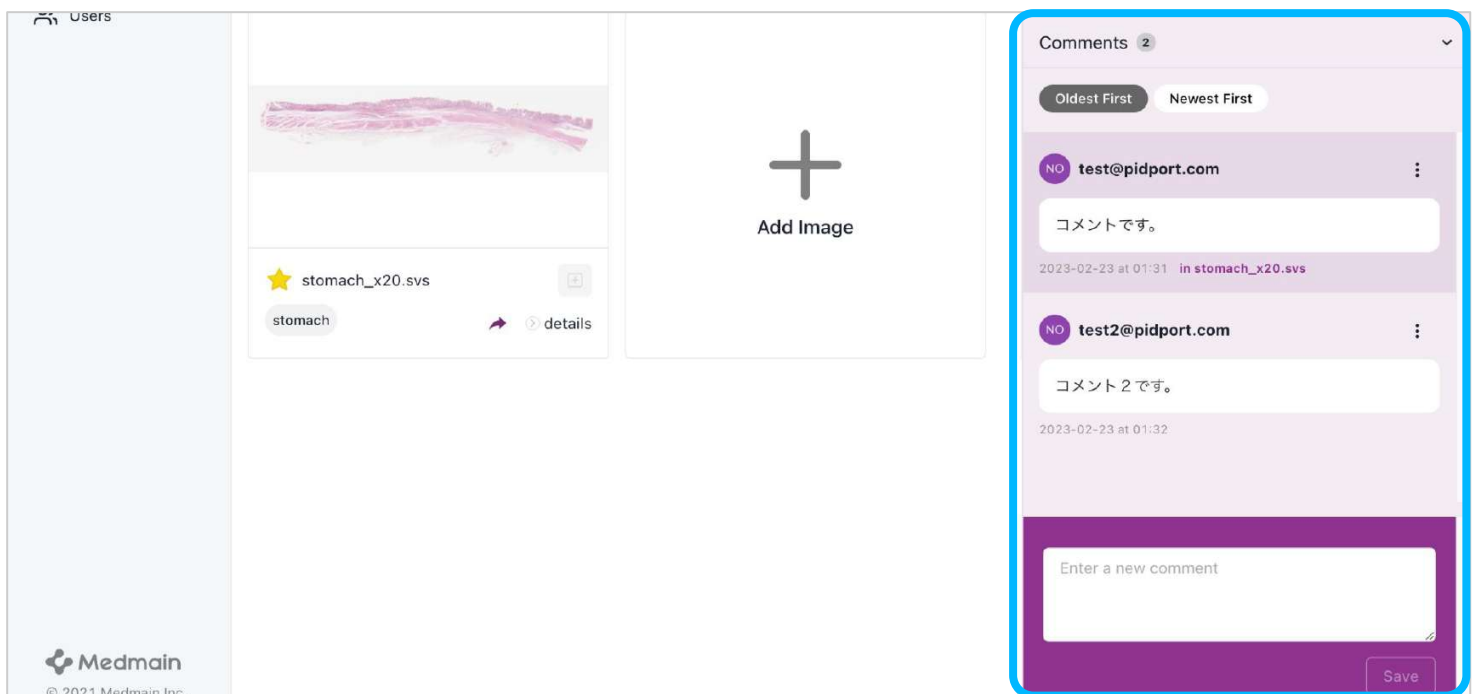 Users
stomach_x20.svs
stomach
details
Add Image
Medmain
© 2021 Medmain Inc
Comments 2
Oldest First Newest First
NO test@pidport.com
コメントです。
2023-02-23 at 01:31 in stomach_x20.svs
NO test2@pidport.com
コメント２です。
2023-02-23 at 01:32
Enter a new comment
Save